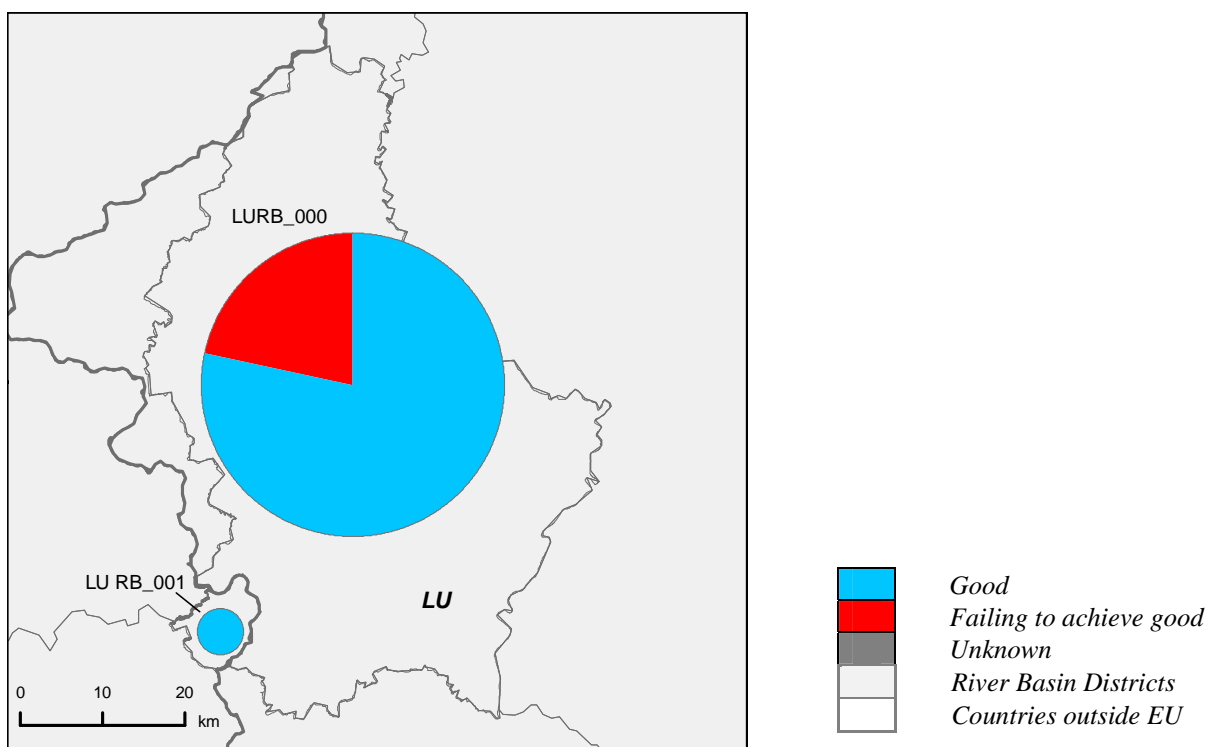 LURB_000
LU RB_001
LU
0 10 20
km
Good
Failing to achieve good
Unknown
River Basin Districts
Countries outside EU